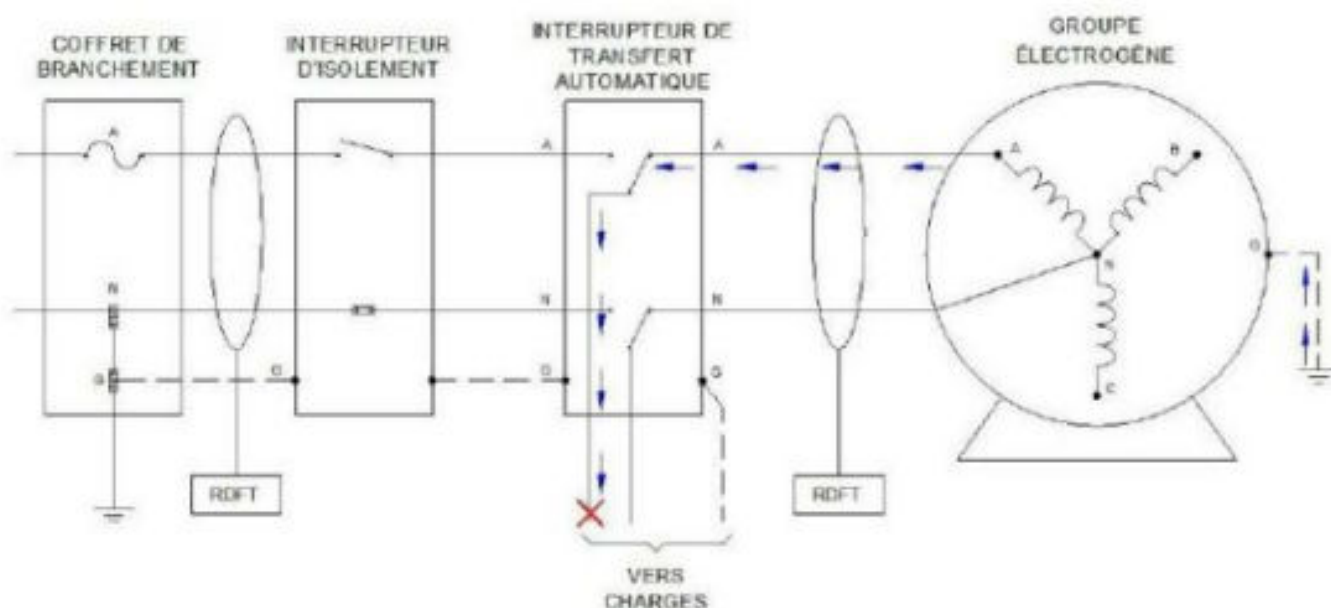 COFFRET DE
BRANCHEMENT
INTERRUPTEUR
D'ISOLEMENT
INTERRUPTEUR DE
TRANSFERT
AUTOMATIQUE
GROUPE
ÉLECTROGÈNE
A
A
A
A
B
N
N
N
N
G
G
G
G
G
C
RDFT
RDFT
VERS
CHARGES